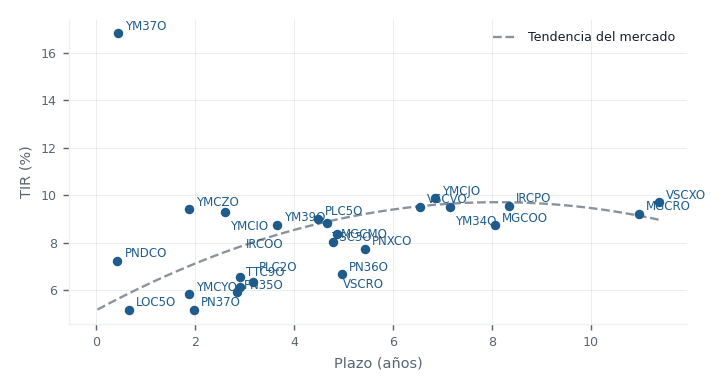 YM37O
Tendencia del mercado
16
14
12
10
8
6
TIR (%)
YMCJO
VSCVO
IRCPO
VSCXO
MGCRO
YMCZO
YMCIO
YM39O
PLC5O
YM34O
MGCOO
IRCOO
VSC5O
MGCMO
PNXCO
PNDCO
PLC2O
TTC9O
PN36O
VSCRO
YMCYO
PN35O
LOC5O
PN37O
0
2
4
6
8
10
Plazo (años)